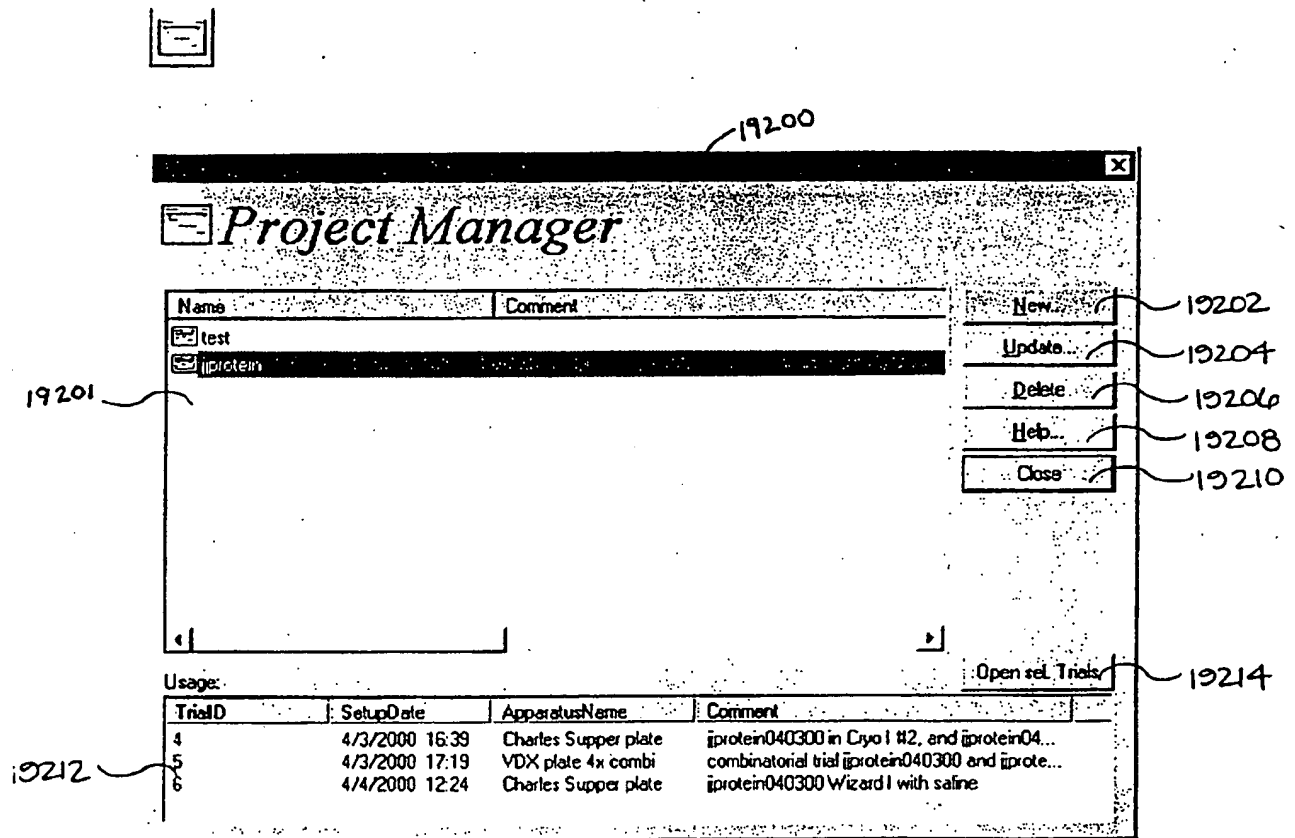 19200
Project Manager
Name Comment
test
jjprotein
19201
New... 19202
Update... 19204
Delete 19206
Help... 19208
Close 19210
Open sel. Trials 19214
Usage:
TrialID SetupDate ApparatusName Comment
4 4/3/2000 16:39 Charles Supper plate jjprotein040300 in Cryo I #2, and jjprotein04...
5 4/3/2000 17:19 VDX plate 4x combi combinatorial trial jjprotein040300 and jjprote...
6 4/4/2000 12:24 Charles Supper plate jjprotein040300 Wizard I with saline
19212